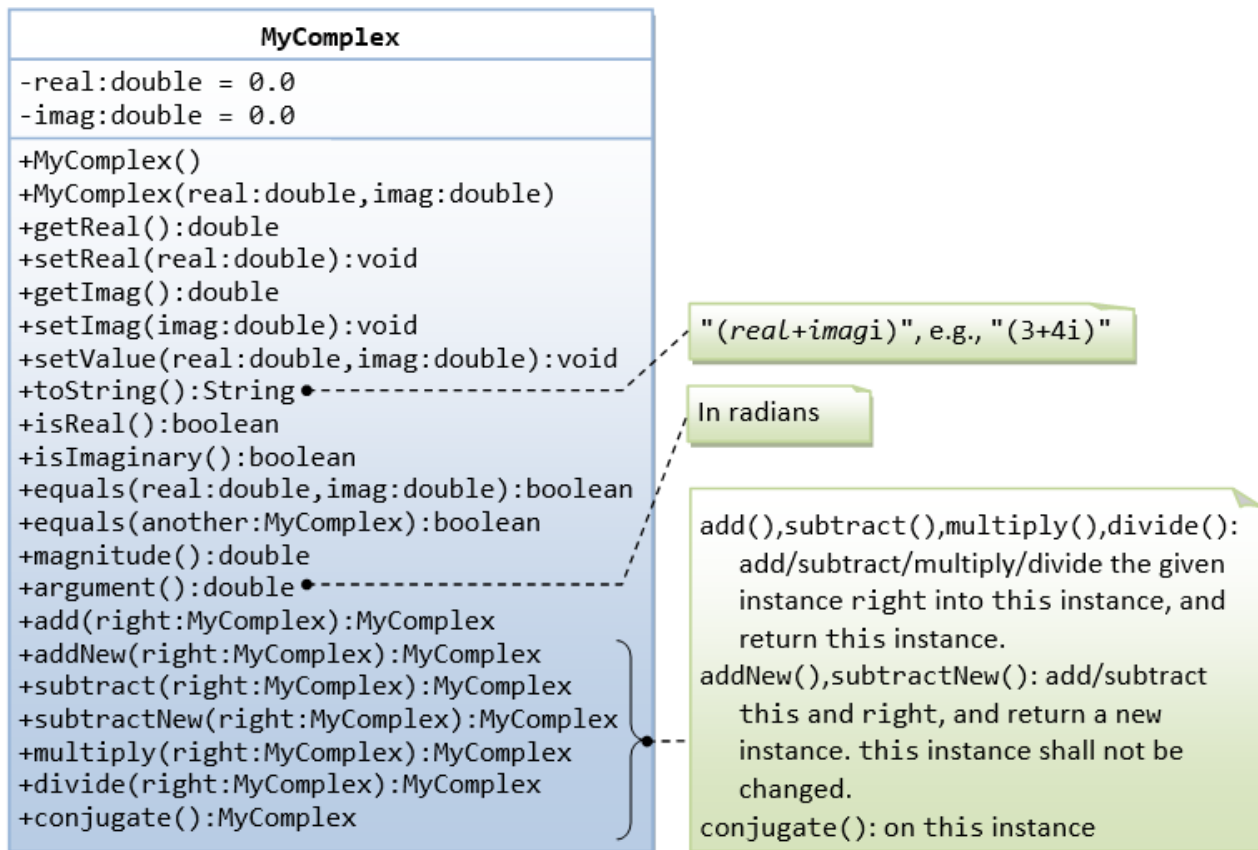 MyComplex
-real:double = 0.0
-imag:double = 0.0
+MyComplex()
+MyComplex(real:double,imag:double)
+getReal():double
+setReal(real:double):void
+getImag():double
+setImag(imag:double):void
+setValue(real:double,imag:double):void
+toString():String
+isReal():boolean
+isImaginary():boolean
+equals(real:double,imag:double):boolean
+equals(another:MyComplex):boolean
+magnitude():double
+argument():double
+add(right:MyComplex):MyComplex
+addNew(right:MyComplex):MyComplex
+subtract(right:MyComplex):MyComplex
+subtractNew(right:MyComplex):MyComplex
+multiply(right:MyComplex):MyComplex
+divide(right:MyComplex):MyComplex
+conjugate():MyComplex
"(real+imagi)", e.g., "(3+4i)"
In radians
add(),subtract(),multiply(),divide():
add/subtract/multiply/divide the given
instance right into this instance, and
return this instance.
addNew(),subtractNew(): add/subtract
this and right, and return a new
instance. this instance shall not be
changed.
conjugate(): on this instance